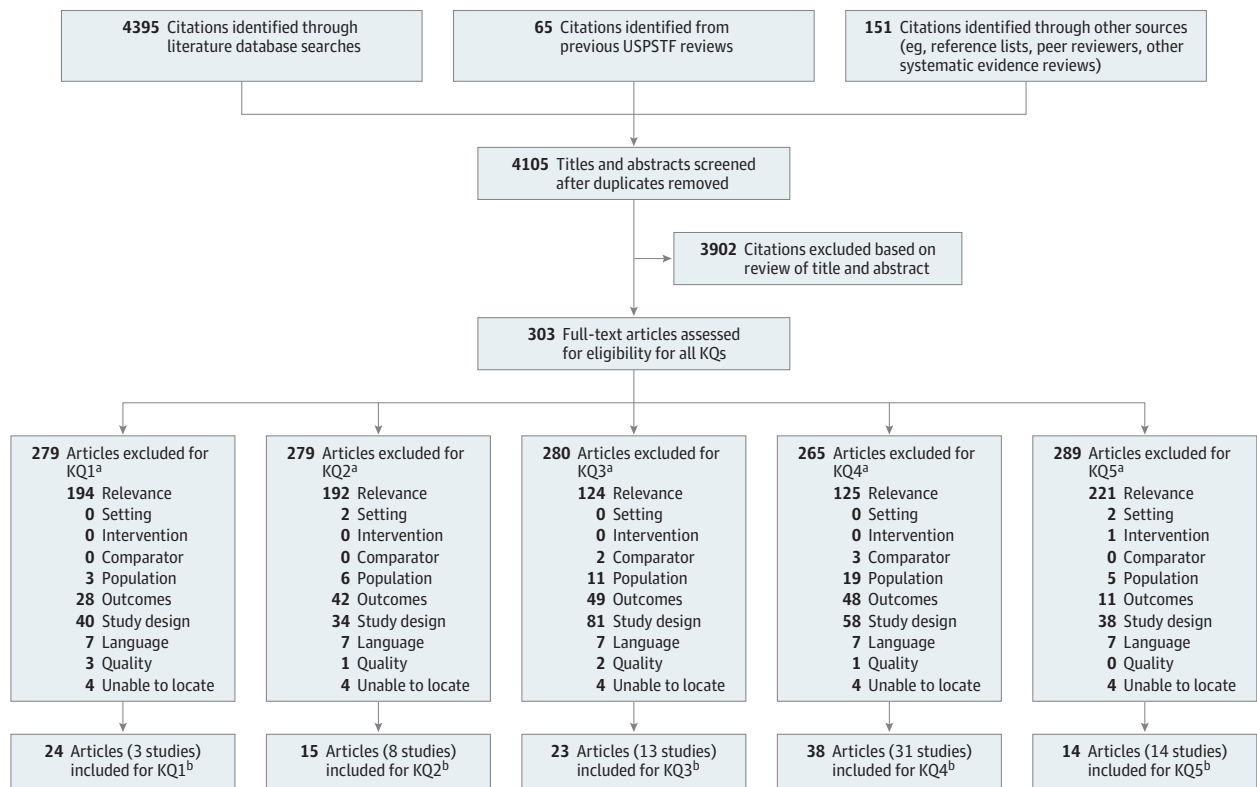 4395 Citations identified through
literature database searches
65 Citations identified from
previous USPSTF reviews
151 Citations identified through other sources
(eg, reference lists, peer reviewers, other
systematic evidence reviews)
4105 Titles and abstracts screened
after duplicates removed
3902 Citations excluded based on
review of title and abstract
303 Full-text articles assessed
for eligibility for all KQs
279 Articles excluded for
KQ1a
194 Relevance
0 Setting
0 Intervention
0 Comparator
3 Population
28 Outcomes
40 Study design
7 Language
3 Quality
4 Unable to locate
279 Articles excluded for
KQ2a
192 Relevance
2 Setting
0 Intervention
0 Comparator
6 Population
42 Outcomes
34 Study design
7 Language
1 Quality
4 Unable to locate
280 Articles excluded for
KQ3a
124 Relevance
0 Setting
0 Intervention
2 Comparator
11 Population
49 Outcomes
81 Study design
7 Language
2 Quality
4 Unable to locate
265 Articles excluded for
KQ4a
125 Relevance
0 Setting
0 Intervention
3 Comparator
19 Population
48 Outcomes
58 Study design
7 Language
1 Quality
4 Unable to locate
289 Articles excluded for
KQ5a
221 Relevance
2 Setting
1 Intervention
0 Comparator
5 Population
11 Outcomes
38 Study design
7 Language
0 Quality
4 Unable to locate
24 Articles (3 studies)
included for KQ1b
15 Articles (8 studies)
included for KQ2b
23 Articles (13 studies)
included for KQ3b
38 Articles (31 studies)
included for KQ4b
14 Articles (14 studies)
included for KQ5b